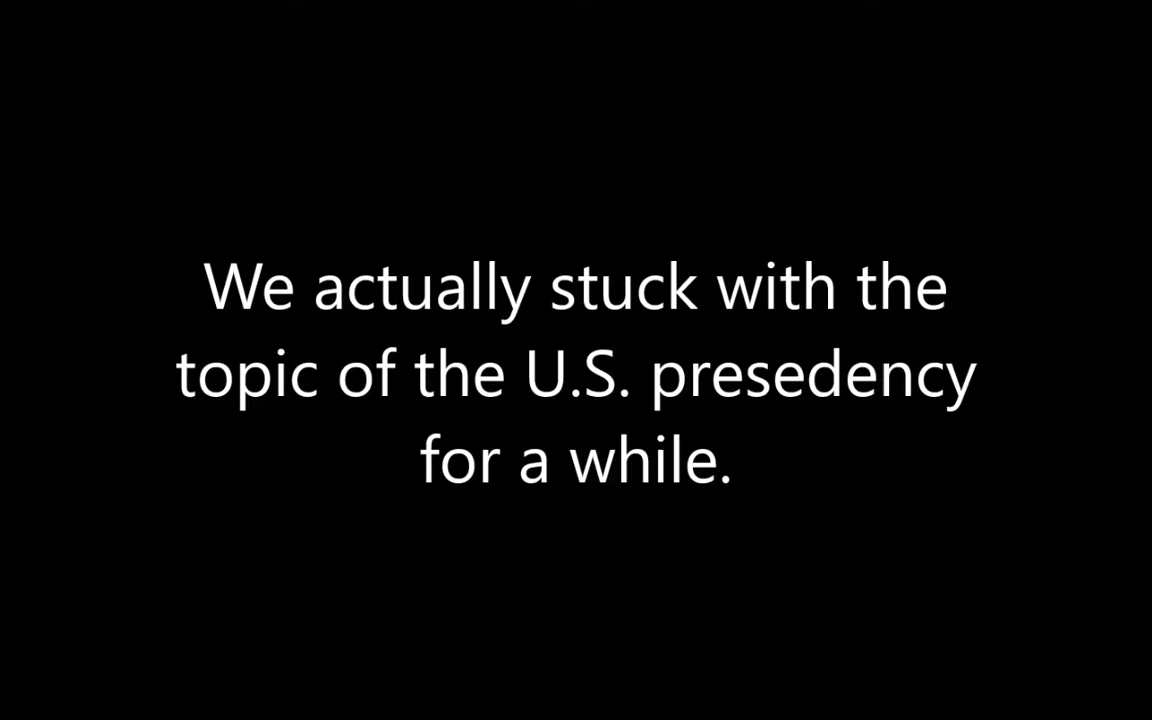 We actually stuck with the
topic of the U.S. presedency
for a while.